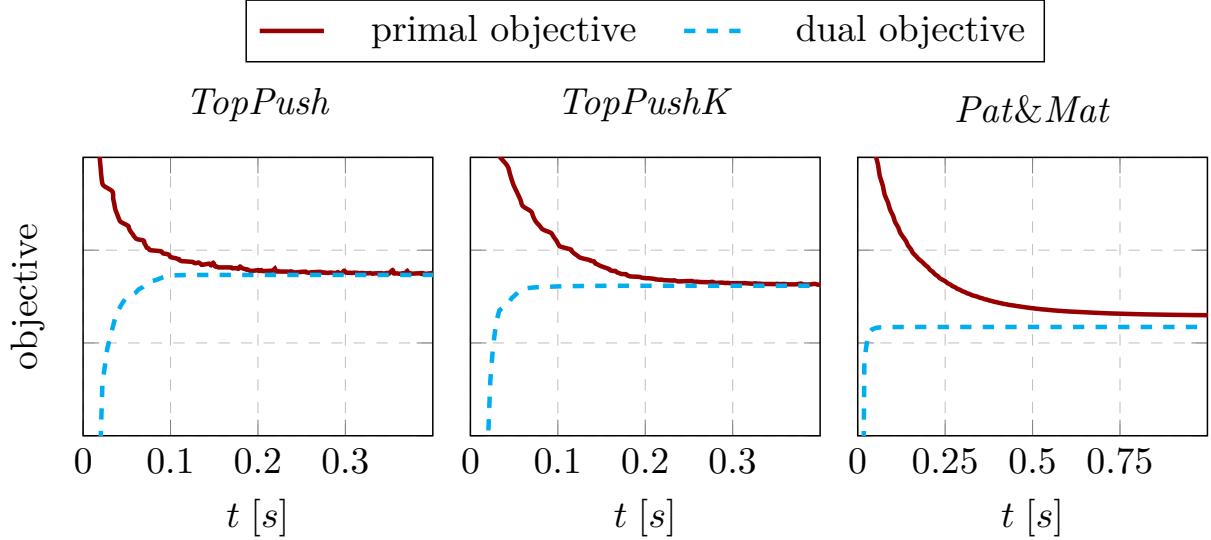 primal objective dual objective
TopPush TopPushK Pat&Mat
objective
0 0.1 0.2 0.3 0 0.1 0.2 0.3 0 0.25 0.5 0.75
t [s] t [s] t [s]